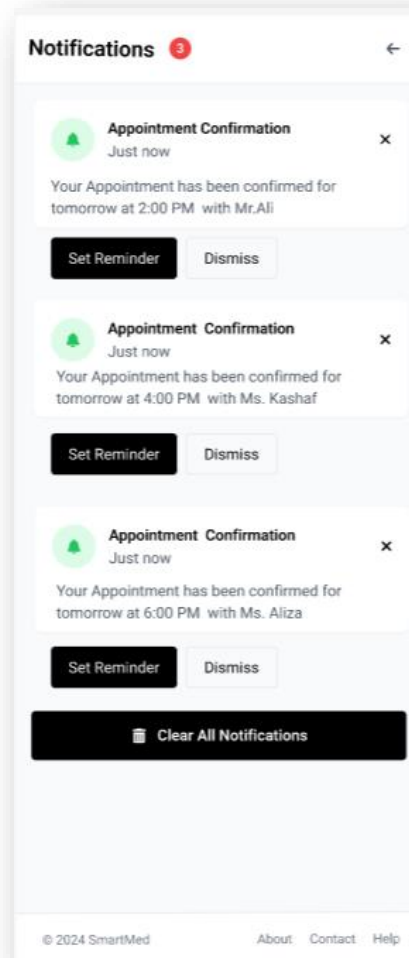 Notifications 3
Appointment Confirmation
Just now
Your Appointment has been confirmed for
tomorrow at 2:00 PM with Mr.Ali
Set Reminder Dismiss
Appointment Confirmation
Just now
Your Appointment has been confirmed for
tomorrow at 4:00 PM with Ms. Kashaf
Set Reminder Dismiss
Appointment Confirmation
Just now
Your Appointment has been confirmed for
tomorrow at 6:00 PM with Ms. Aliza
Set Reminder Dismiss
Clear All Notifications
© 2024 SmartMed About Contact Help